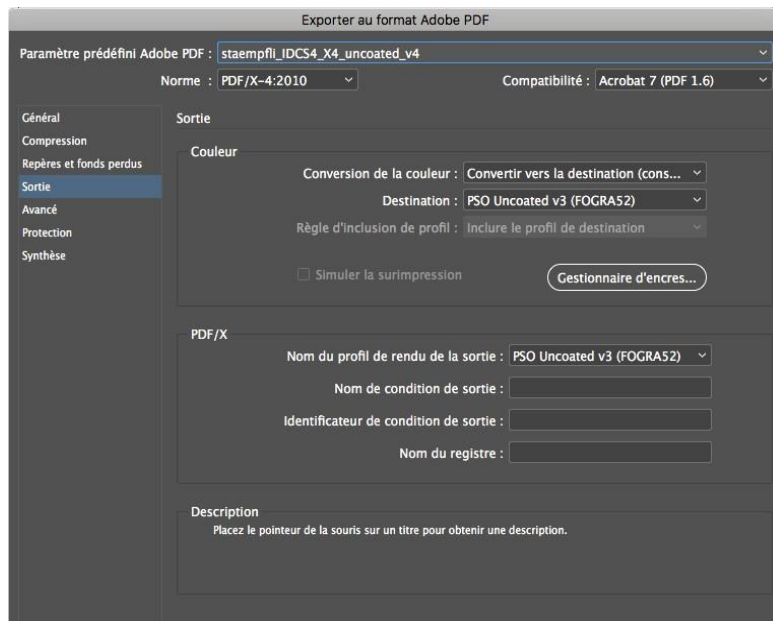 Exporter au format Adobe PDF
Paramètre prédéfini Adobe PDF : staempfli_IDCS4_X4_uncoated_v4
Norme : PDF/X-4:2010 Compatibilité : Acrobat 7 (PDF 1.6)
Général
Compression
Repères et fonds perdus
Sortie
Avancé
Protection
Synthèse
Sortie
Couleur
Conversion de la couleur : Convertir vers la destination (cons...
Destination : PSO Uncoated v3 (FOGRA52)
Règle d'inclusion de profil : Inclure le profil de destination
Simuler la surimpression Gestionnaire d'encres...
PDF/X
Nom du profil de rendu de la sortie : PSO Uncoated v3 (FOGRA52)
Nom de condition de sortie :
Identificateur de condition de sortie :
Nom du registre :
Description
Placez le pointeur de la souris sur un titre pour obtenir une description.